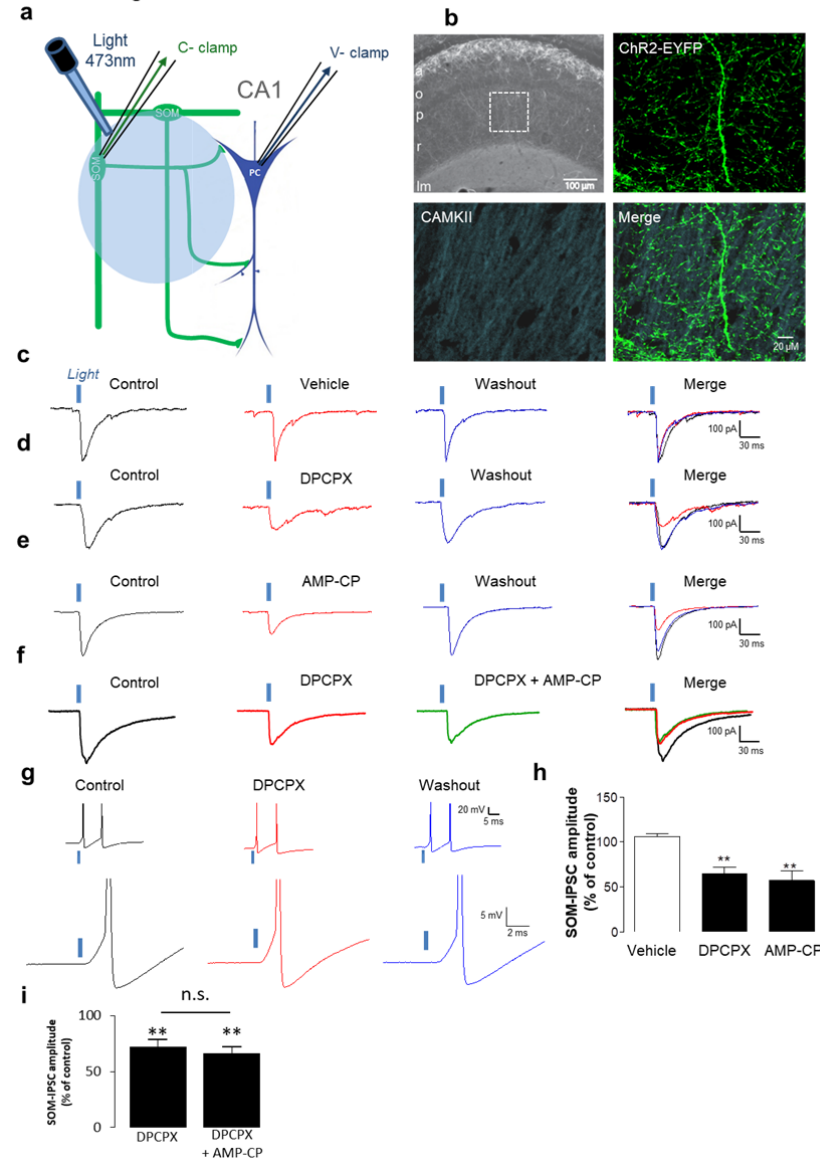 a
Light
473nm
C- clamp
V- clamp
CA1
SOM
SOM
PC
b
a
o
p
r
lm
100 µm
ChR2-EYFP
CAMKII
Merge
20 µM
c
Light
Control
Vehicle
Washout
Merge
100 pA
30 ms
d
Control
DPCPX
Washout
Merge
100 pA
30 ms
e
Control
AMP-CP
Washout
Merge
100 pA
30 ms
f
Control
DPCPX
DPCPX + AMP-CP
Merge
100 pA
30 ms
g
Control
DPCPX
Washout
20 mV
5 ms
5 mV
2 ms
h
SOM-IPSC amplitude
(% of control)
150
100
50
0
**
**
Vehicle
DPCPX
AMP-CP
i
SOM-IPSC amplitude
(% of control)
100
50
0
n.s.
**
**
DPCPX
DPCPX
+ AMP-CP